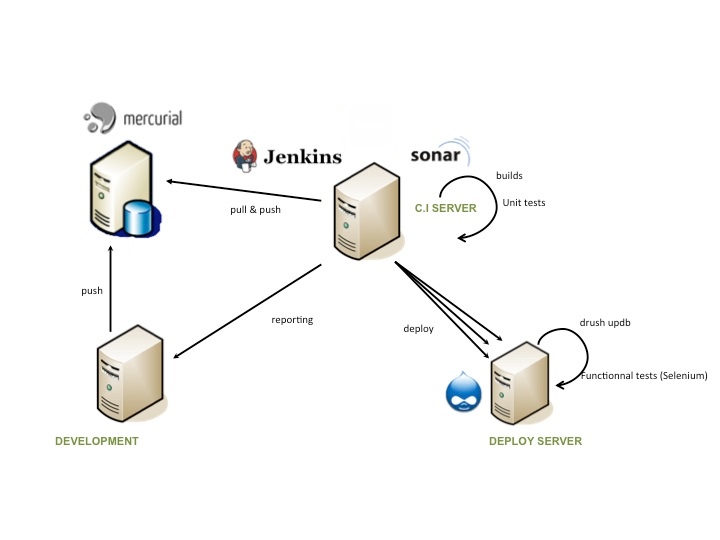 mercurial
Jenkins
sonar
builds
Unit tests
C.I SERVER
pull & push
push
reporting
deploy
drush updb
Functionnal tests (Selenium)
DEVELOPMENT
DEPLOY SERVER